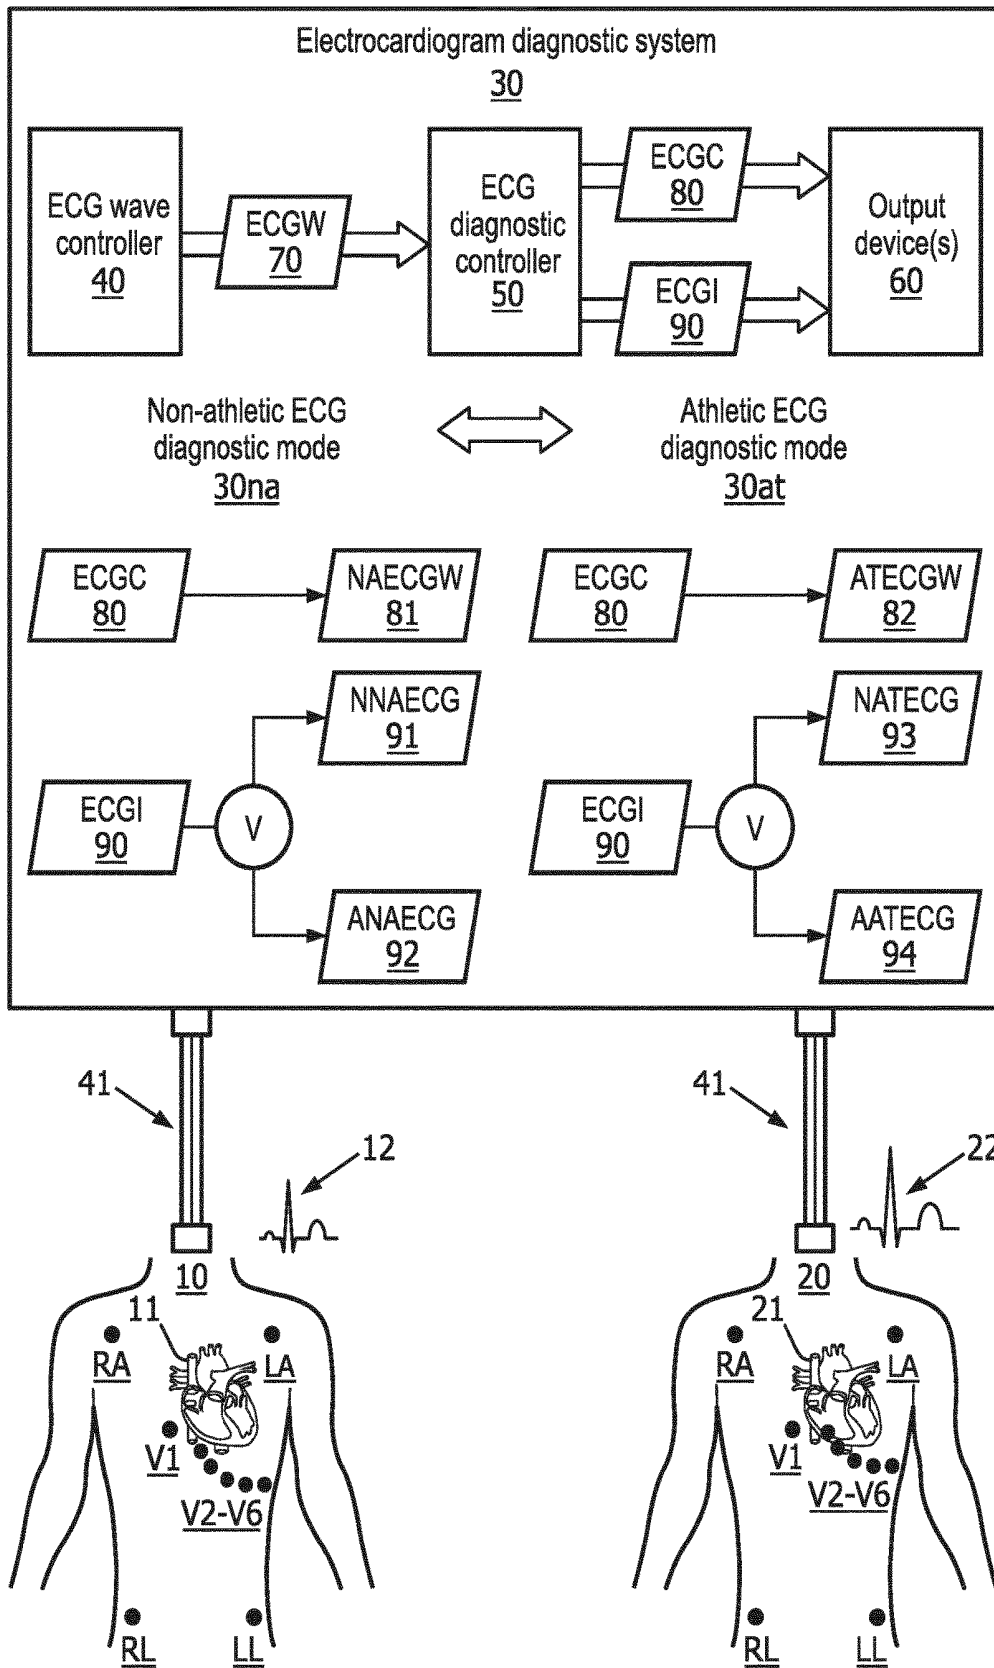 Electrocardiogram diagnostic system
30
ECG wave
controller
40
ECGW
70
ECG
diagnostic
controller
50
ECGC
80
ECGI
90
Output
device(s)
60
Non-athletic ECG
diagnostic mode
30na
Athletic ECG
diagnostic mode
30at
ECGC
80
NAECGW
81
ECGC
80
ATECGW
82
NNAECG
91
ECGI
90
V
ANAECG
92
NATECG
93
ECGI
90
V
AATECG
94
41
12
10
11
RA
LA
V1
V2-V6
RL
LL
41
22
20
21
RA
LA
V1
V2-V6
RL
LL